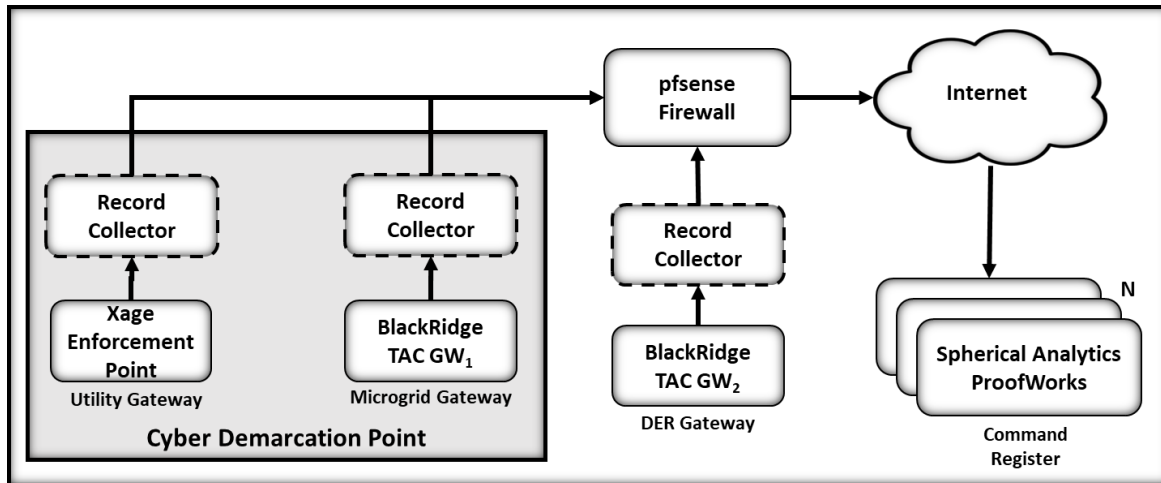 pfsense
Firewall
Internet
Record
Collector
Record
Collector
Record
Collector
Xage
Enforcement
Point
Utility Gateway
BlackRidge
TAC GW₁
Microgrid Gateway
Cyber Demarcation Point
BlackRidge
TAC GW₂
DER Gateway
N
Spherical Analytics
ProofWorks
Command
Register